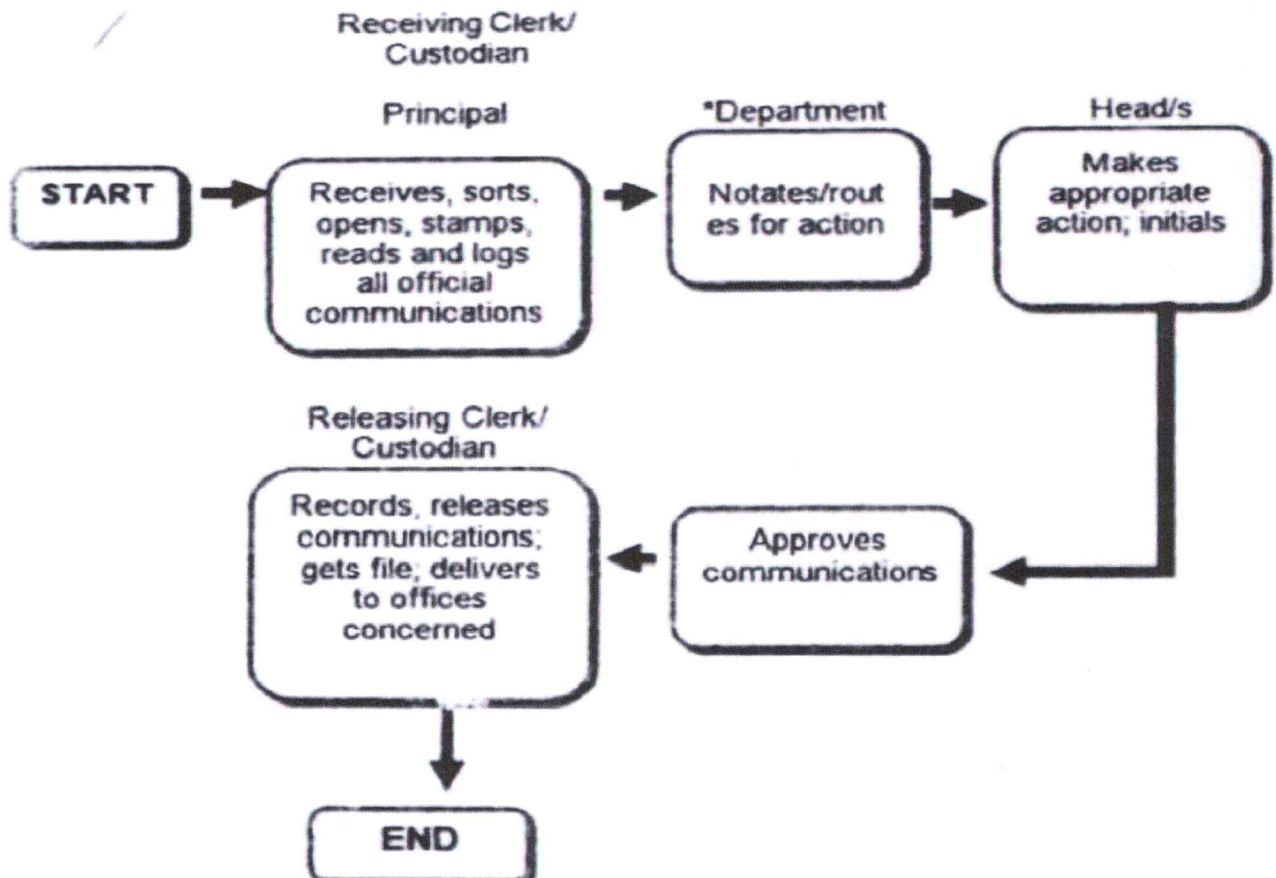 Receiving Clerk/
Custodian
Principal
*Department
Head/s
START
Receives, sorts,
opens, stamps,
reads and logs
all official
communications
Notates/rout
es for action
Makes
appropriate
action; initials
Releasing Clerk/
Custodian
Records, releases
communications;
gets file; delivers
to offices
concerned
Approves
communications
END